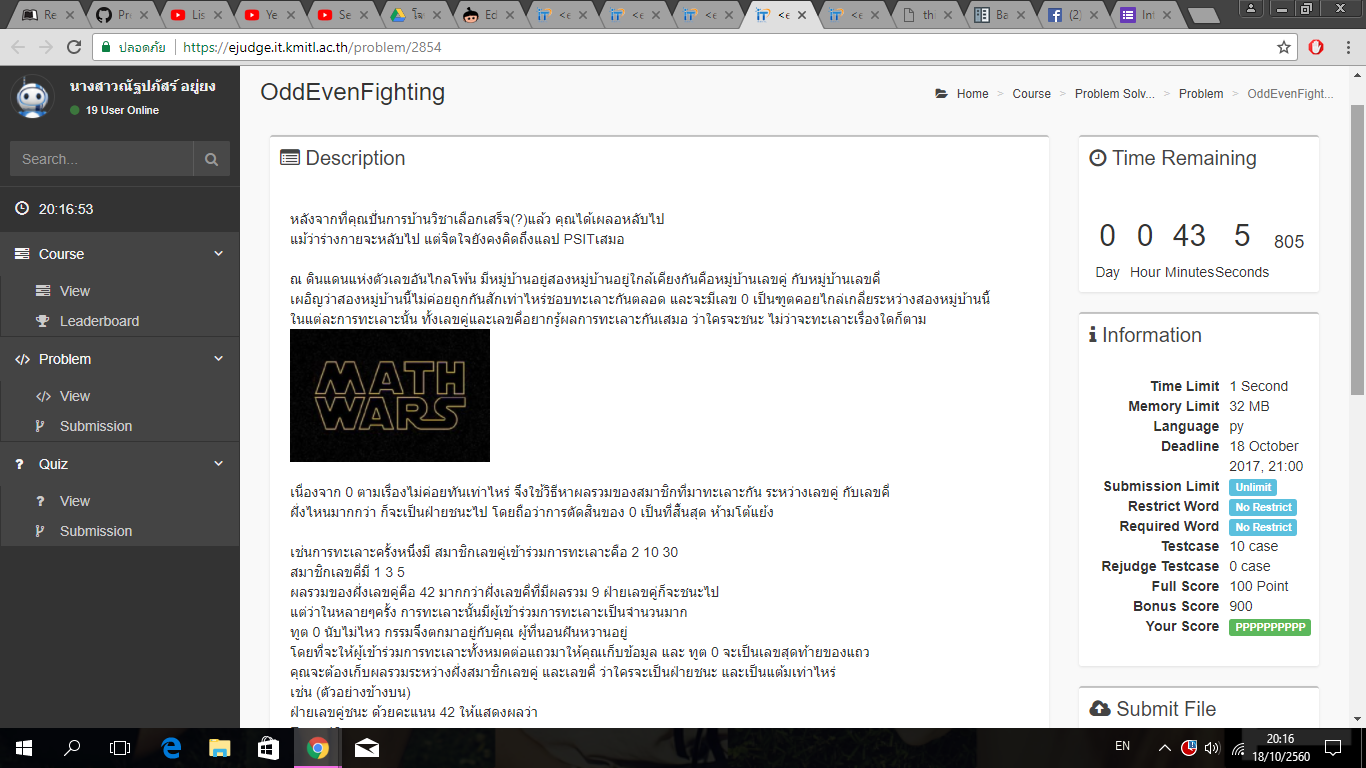 Re
Pro
List
Ye
Se
โจ
Edi
<e
<e
<e
<e
<e
th
Ba
(2)
Int
ปลอดภัย
https://ejudge.it.kmitl.ac.th/problem/2854
นางสาวณัฐปภัสร์ อยู่ยง
19 User Online
Search...
20:16:53
Course
View
Leaderboard
Problem
View
Submission
Quiz
View
Submission
OddEvenFighting
Home > Course > Problem Solv... > Problem > OddEvenFight...
Description
หลังจากที่คุณปั่นการบ้านวิชาเลือกเสร็จ(?)แล้ว คุณได้เผลอหลับไป
แม้ว่าร่างกายจะหลับไป แต่จิตใจยังคงคิดถึงแลป PSITเสมอ
ณ ดินแดนแห่งตัวเลขอันไกลโพ้น มีหมู่บ้านอยู่สองหมู่บ้านอยู่ใกล้เคียงกันคือหมู่บ้านเลขคู่ กับหมู่บ้านเลขคี่
เผอิญว่าสองหมู่บ้านนี้ไม่ค่อยถูกกันสักเท่าไหร่ชอบทะเลาะกันตลอด และจะมีเลข 0 เป็นฑูตคอยไกล่เกลี่ยระหว่างสองหมู่บ้านนี้
ในแต่ละการทะเลาะนั้น ทั้งเลขคู่และเลขคี่อยากรู้ผลการทะเลาะกันเสมอ ว่าใครจะชนะ ไม่ว่าจะทะเลาะเรื่องใดก็ตาม
MATH
WARS
เนื่องจาก 0 ตามเรื่องไม่ค่อยทันเท่าไหร่ จึงใช้วิธีหาผลรวมของสมาชิกที่มาทะเลาะกัน ระหว่างเลขคู่ กับเลขคี่
ฝั่งไหนมากกว่า ก็จะเป็นฝ่ายชนะไป โดยถือว่าการตัดสินของ 0 เป็นที่สิ้นสุด ห้ามโต้แย้ง
เช่นการทะเลาะครั้งหนึ่งมี สมาชิกเลขคู่เข้าร่วมการทะเลาะคือ 2 10 30
สมาชิกเลขคี่มี 1 3 5
ผลรวมของฝั่งเลขคู่คือ 42 มากกว่าฝั่งเลขคี่ที่มีผลรวม 9 ฝ่ายเลขคู่ก็จะชนะไป
แต่ว่าในหลายๆครั้ง การทะเลาะนั้นมีผู้เข้าร่วมการทะเลาะเป็นจำนวนมาก
ทูต 0 นับไม่ไหว กรรมจึงตกมาอยู่กับคุณ ผู้ที่นอนฝันหวานอยู่
โดยที่จะให้ผู้เข้าร่วมการทะเลาะทั้งหมดต่อแถวมาให้คุณเก็บข้อมูล และ ทูต 0 จะเป็นเลขสุดท้ายของแถว
คุณจะต้องเก็บผลรวมระหว่างฝั่งสมาชิกเลขคู่ และเลขคี่ ว่าใครจะเป็นฝ่ายชนะ และเป็นแต้มเท่าไหร่
เช่น (ตัวอย่างข้างบน)
ฝ่ายเลขคู่ชนะ ด้วยคะแนน 42 ให้แสดงผลว่า
Time Remaining
0 0 43 5 805
Day Hour Minutes Seconds
Information
Time Limit 1 Second
Memory Limit 32 MB
Language py
Deadline 18 October
2017, 21:00
Submission Limit Unlimit
Restrict Word No Restrict
Required Word No Restrict
Testcase 10 case
Rejudge Testcase 0 case
Full Score 100 Point
Bonus Score 900
Your Score PPPPPPPPPP
Submit File
EN
20:16
18/10/2560